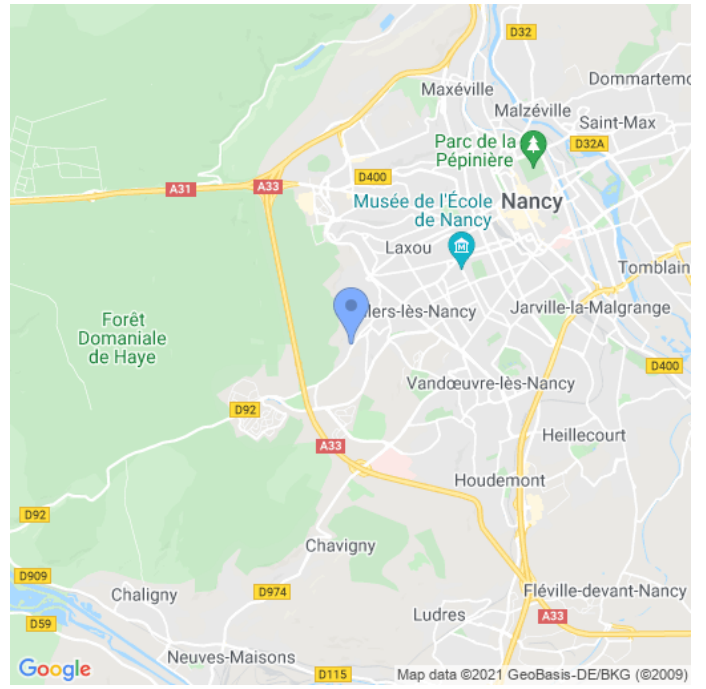 D32
Dommartemo
Maxéville
Malzéville
Saint-Max
Parc de la
Pépinière
D32A
D400
A31
A33
Musée de l'École
de Nancy
Nancy
Laxou
Tomblain
Forêt
Domaniale
de Haye
lers-lès-Nancy
Jarville-la-Malgrange
D400
Vandœuvre-lès-Nancy
D92
A33
Heillecourt
Houdemont
D92
Chavigny
D909
Chaligny
D974
Fléville-devant-Nancy
D59
Ludres
A33
Neuves-Maisons
Google
D115
Map data ©2021 GeoBasis-DE/BKG (©2009)